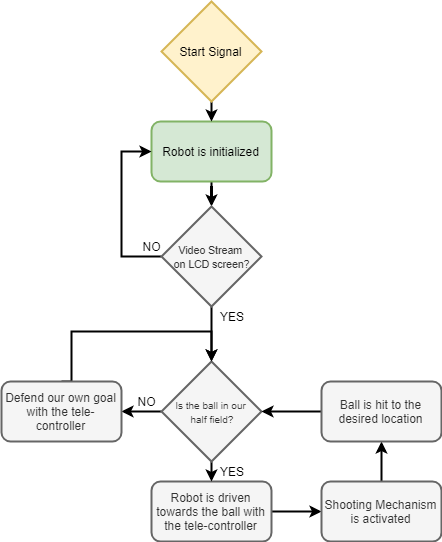 Start Signal
Robot is initialized
NO
Video Stream
on LCD screen?
YES
Defend our own goal
with the tele-
controller
NO
Is the ball in our
half field?
Ball is hit to the
desired location
YES
Robot is driven
towards the ball with
the tele-controller
Shooting Mechanism
is activated